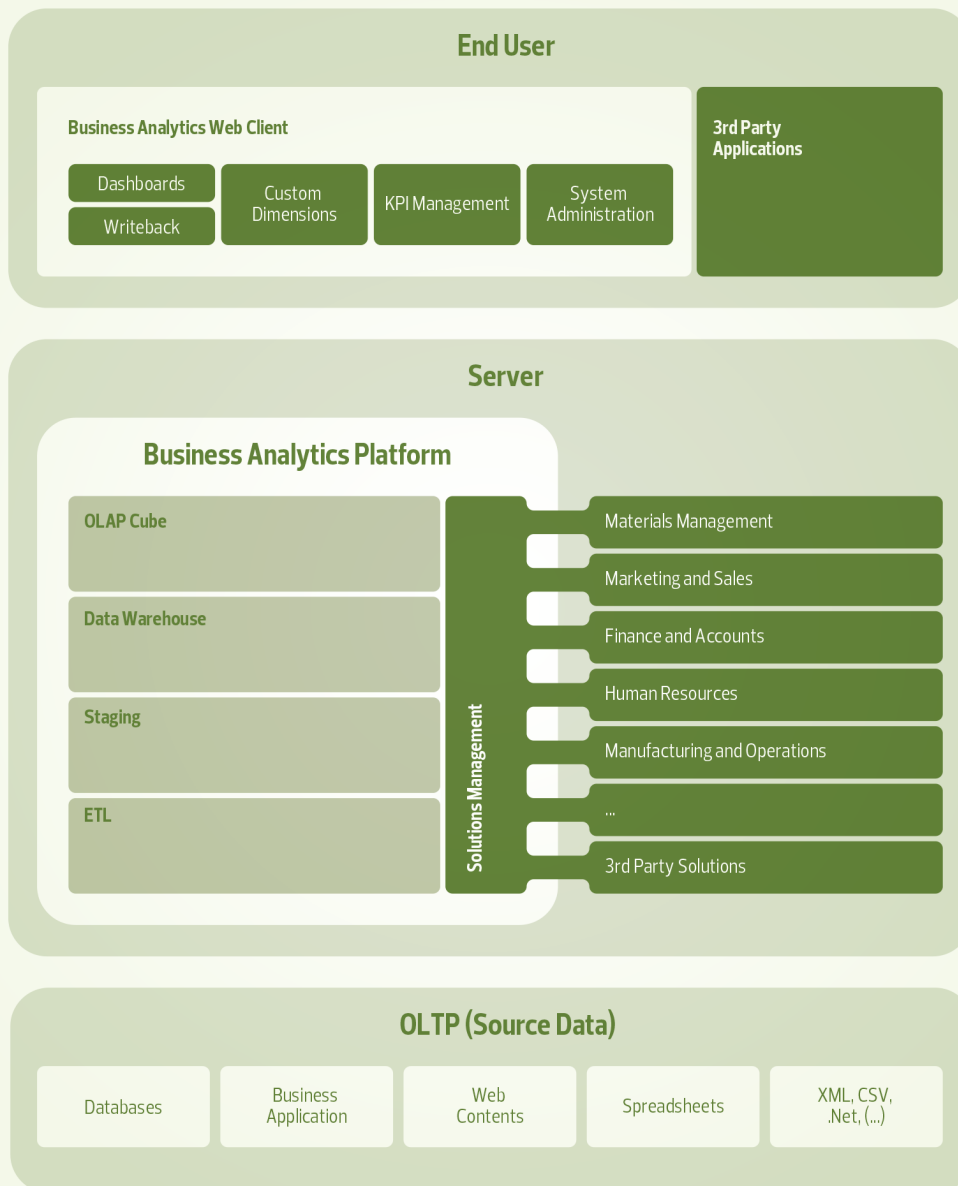 End User
Business Analytics Web Client
Dashboards
Writeback
Custom
Dimensions
KPI Management
System
Administration
3rd Party
Applications
Server
Business Analytics Platform
OLAP Cube
Data Warehouse
Staging
ETL
Solutions Management
Materials Management
Marketing and Sales
Finance and Accounts
Human Resources
Manufacturing and Operations
...
3rd Party Solutions
OLTP (Source Data)
Databases
Business
Application
Web
Contents
Spreadsheets
XML, CSV,
.Net, (...)